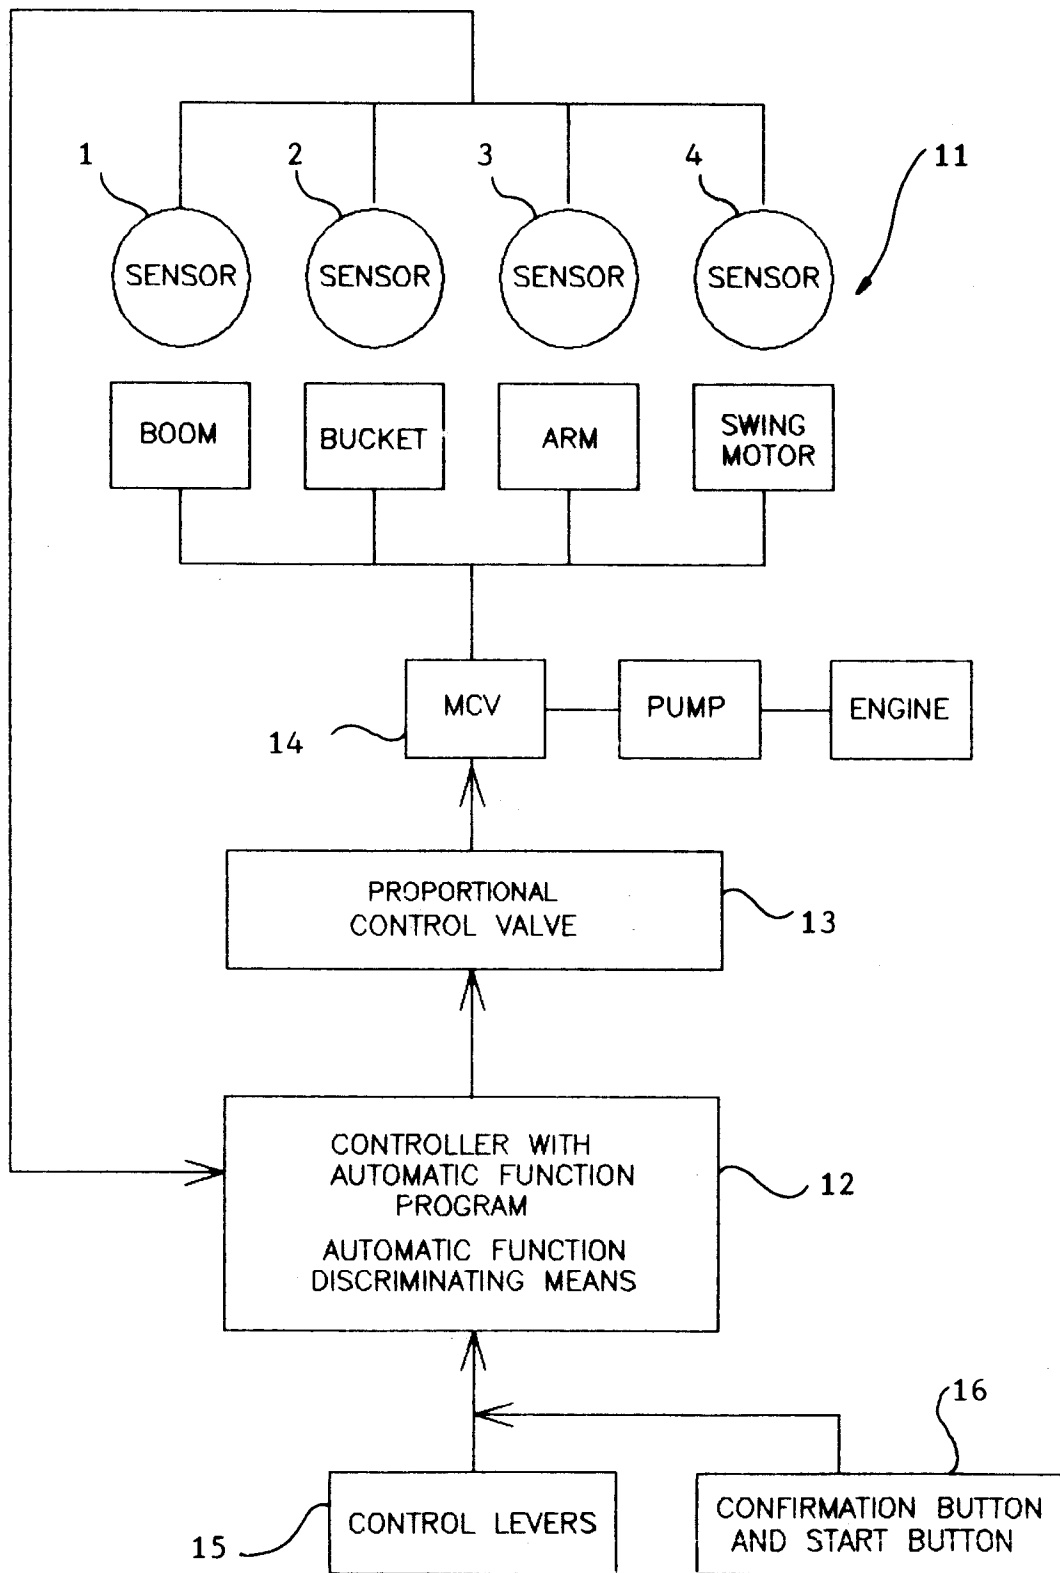 1
2
3
4
11
SENSOR
SENSOR
SENSOR
SENSOR
BOOM
BUCKET
ARM
SWING
MOTOR
MCV
PUMP
ENGINE
14
PROPORTIONAL
CONTROL VALVE
13
CONTROLLER WITH
AUTOMATIC FUNCTION
PROGRAM
AUTOMATIC FUNCTION
DISCRIMINATING MEANS
12
16
CONTROL LEVERS
15
CONFIRMATION BUTTON
AND START BUTTON